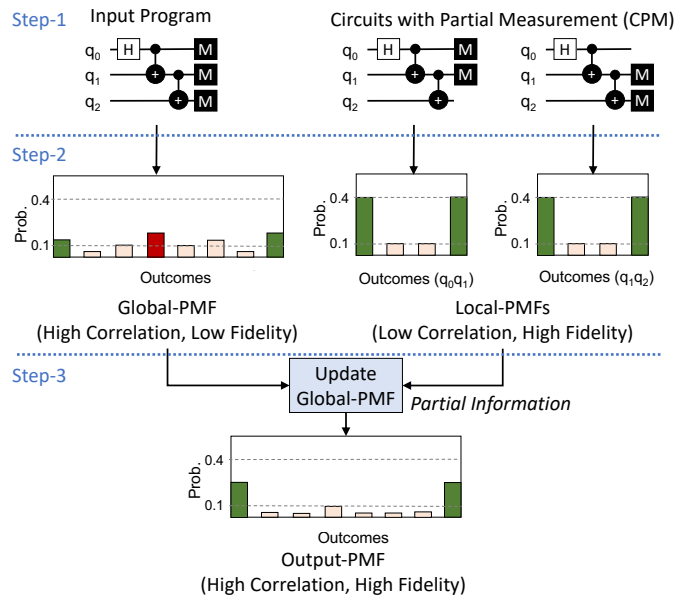 Step-1
Input Program
Circuits with Partial Measurement (CPM)
q0 H M
q1 + M
q2 + M
q0 H M
q1 + M
q2 +
q0 H
q1 + M
q2 + M
Step-2
Prob.
0.4
0.1
Outcomes
Prob.
0.4
0.1
Outcomes (q0q1)
Prob.
0.4
0.1
Outcomes (q1q2)
Global-PMF
(High Correlation, Low Fidelity)
Local-PMFs
(Low Correlation, High Fidelity)
Step-3
Update
Global-PMF
Partial Information
Prob.
0.4
0.1
Outcomes
Output-PMF
(High Correlation, High Fidelity)